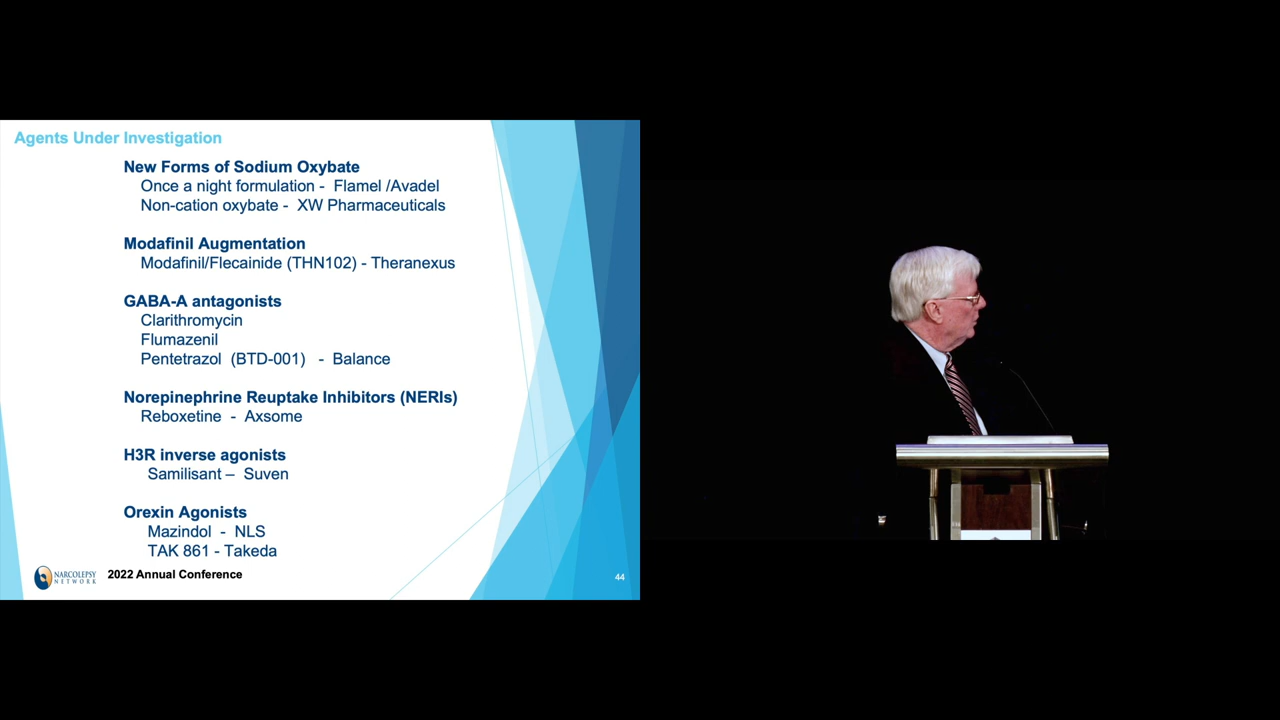 Agents Under Investigation
New Forms of Sodium Oxybate
Once a night formulation - Flamel /Avadel
Non-cation oxybate - XW Pharmaceuticals
Modafinil Augmentation
Modafinil/Flecainide (THN102) - Theranexus
GABA-A antagonists
Clarithromycin
Flumazenil
Pentetrazol (BTD-001) - Balance
Norepinephrine Reuptake Inhibitors (NERIs)
Reboxetine - Axsome
H3R inverse agonists
Samilisant – Suven
Orexin Agonists
Mazindol - NLS
TAK 861 - Takeda
NARCOLEPSY
NETWORK
2022 Annual Conference
44